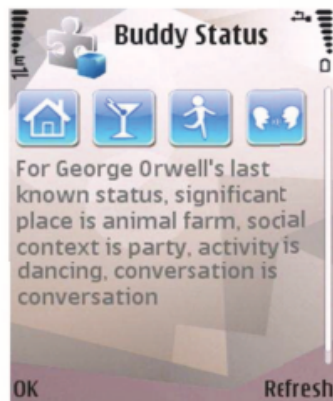 Buddy Status
For George Orwell's last
known status, significant
place is animal farm, social
context is party, activity is
dancing, conversation is
conversation
OK Refresh